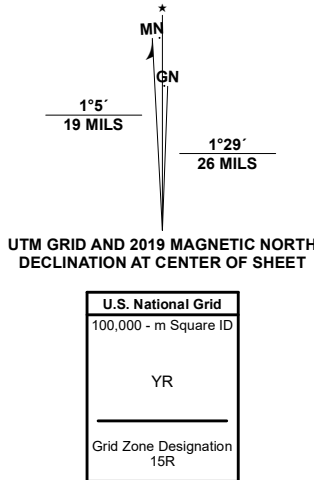 ★
MN
GN
1°5´
19 MILS
1°29´
26 MILS
UTM GRID AND 2019 MAGNETIC NORTH
DECLINATION AT CENTER OF SHEET
U.S. National Grid
100,000 - m Square ID
YR
Grid Zone Designation
15R